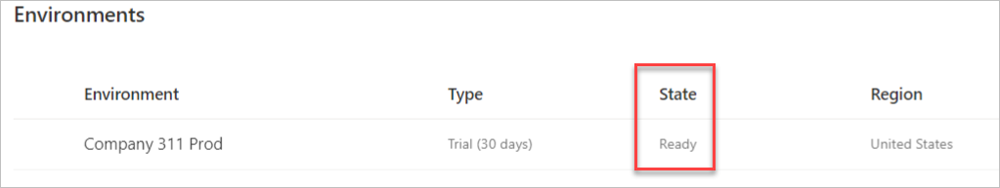 Environments
Environment Type State Region
Company 311 Prod Trial (30 days) Ready United States